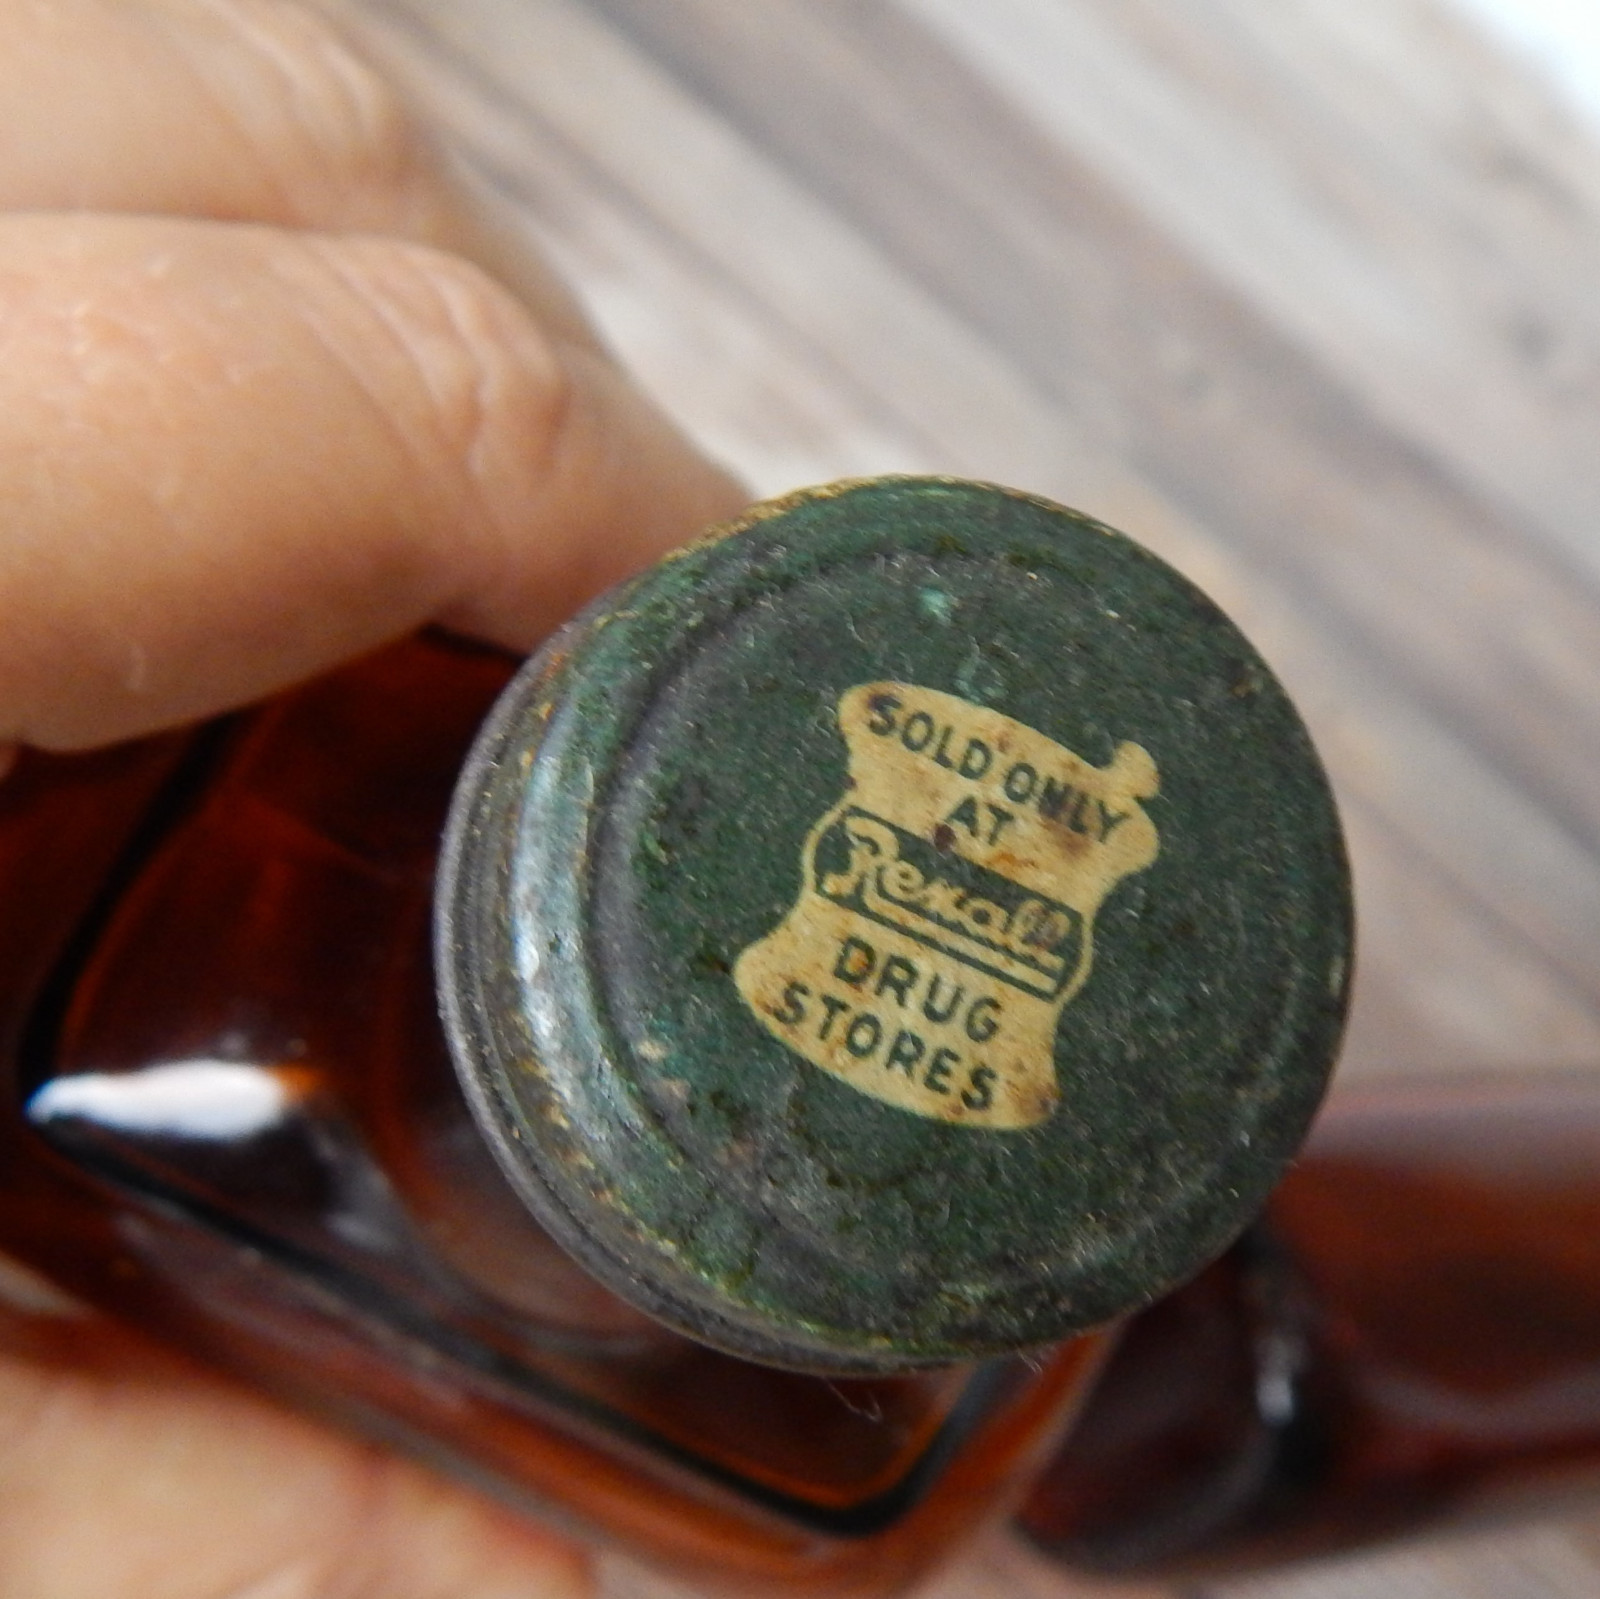 SOLD ONLY
AT
Rexall
DRUG
STORES